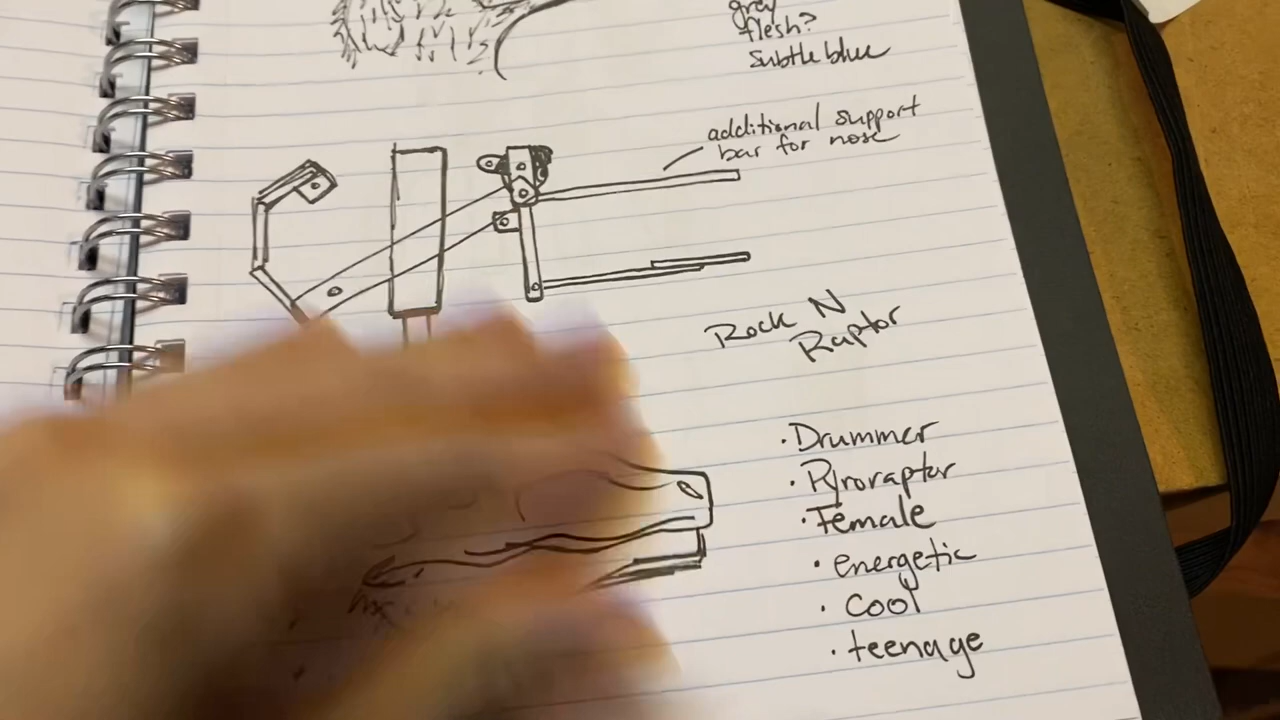 grey
flesh?
subtle blue
additional support
bar for nose
Rock N
Raptor
· Drummer
· Pyroraptor
· Female
· energetic
· Cool
· teenage